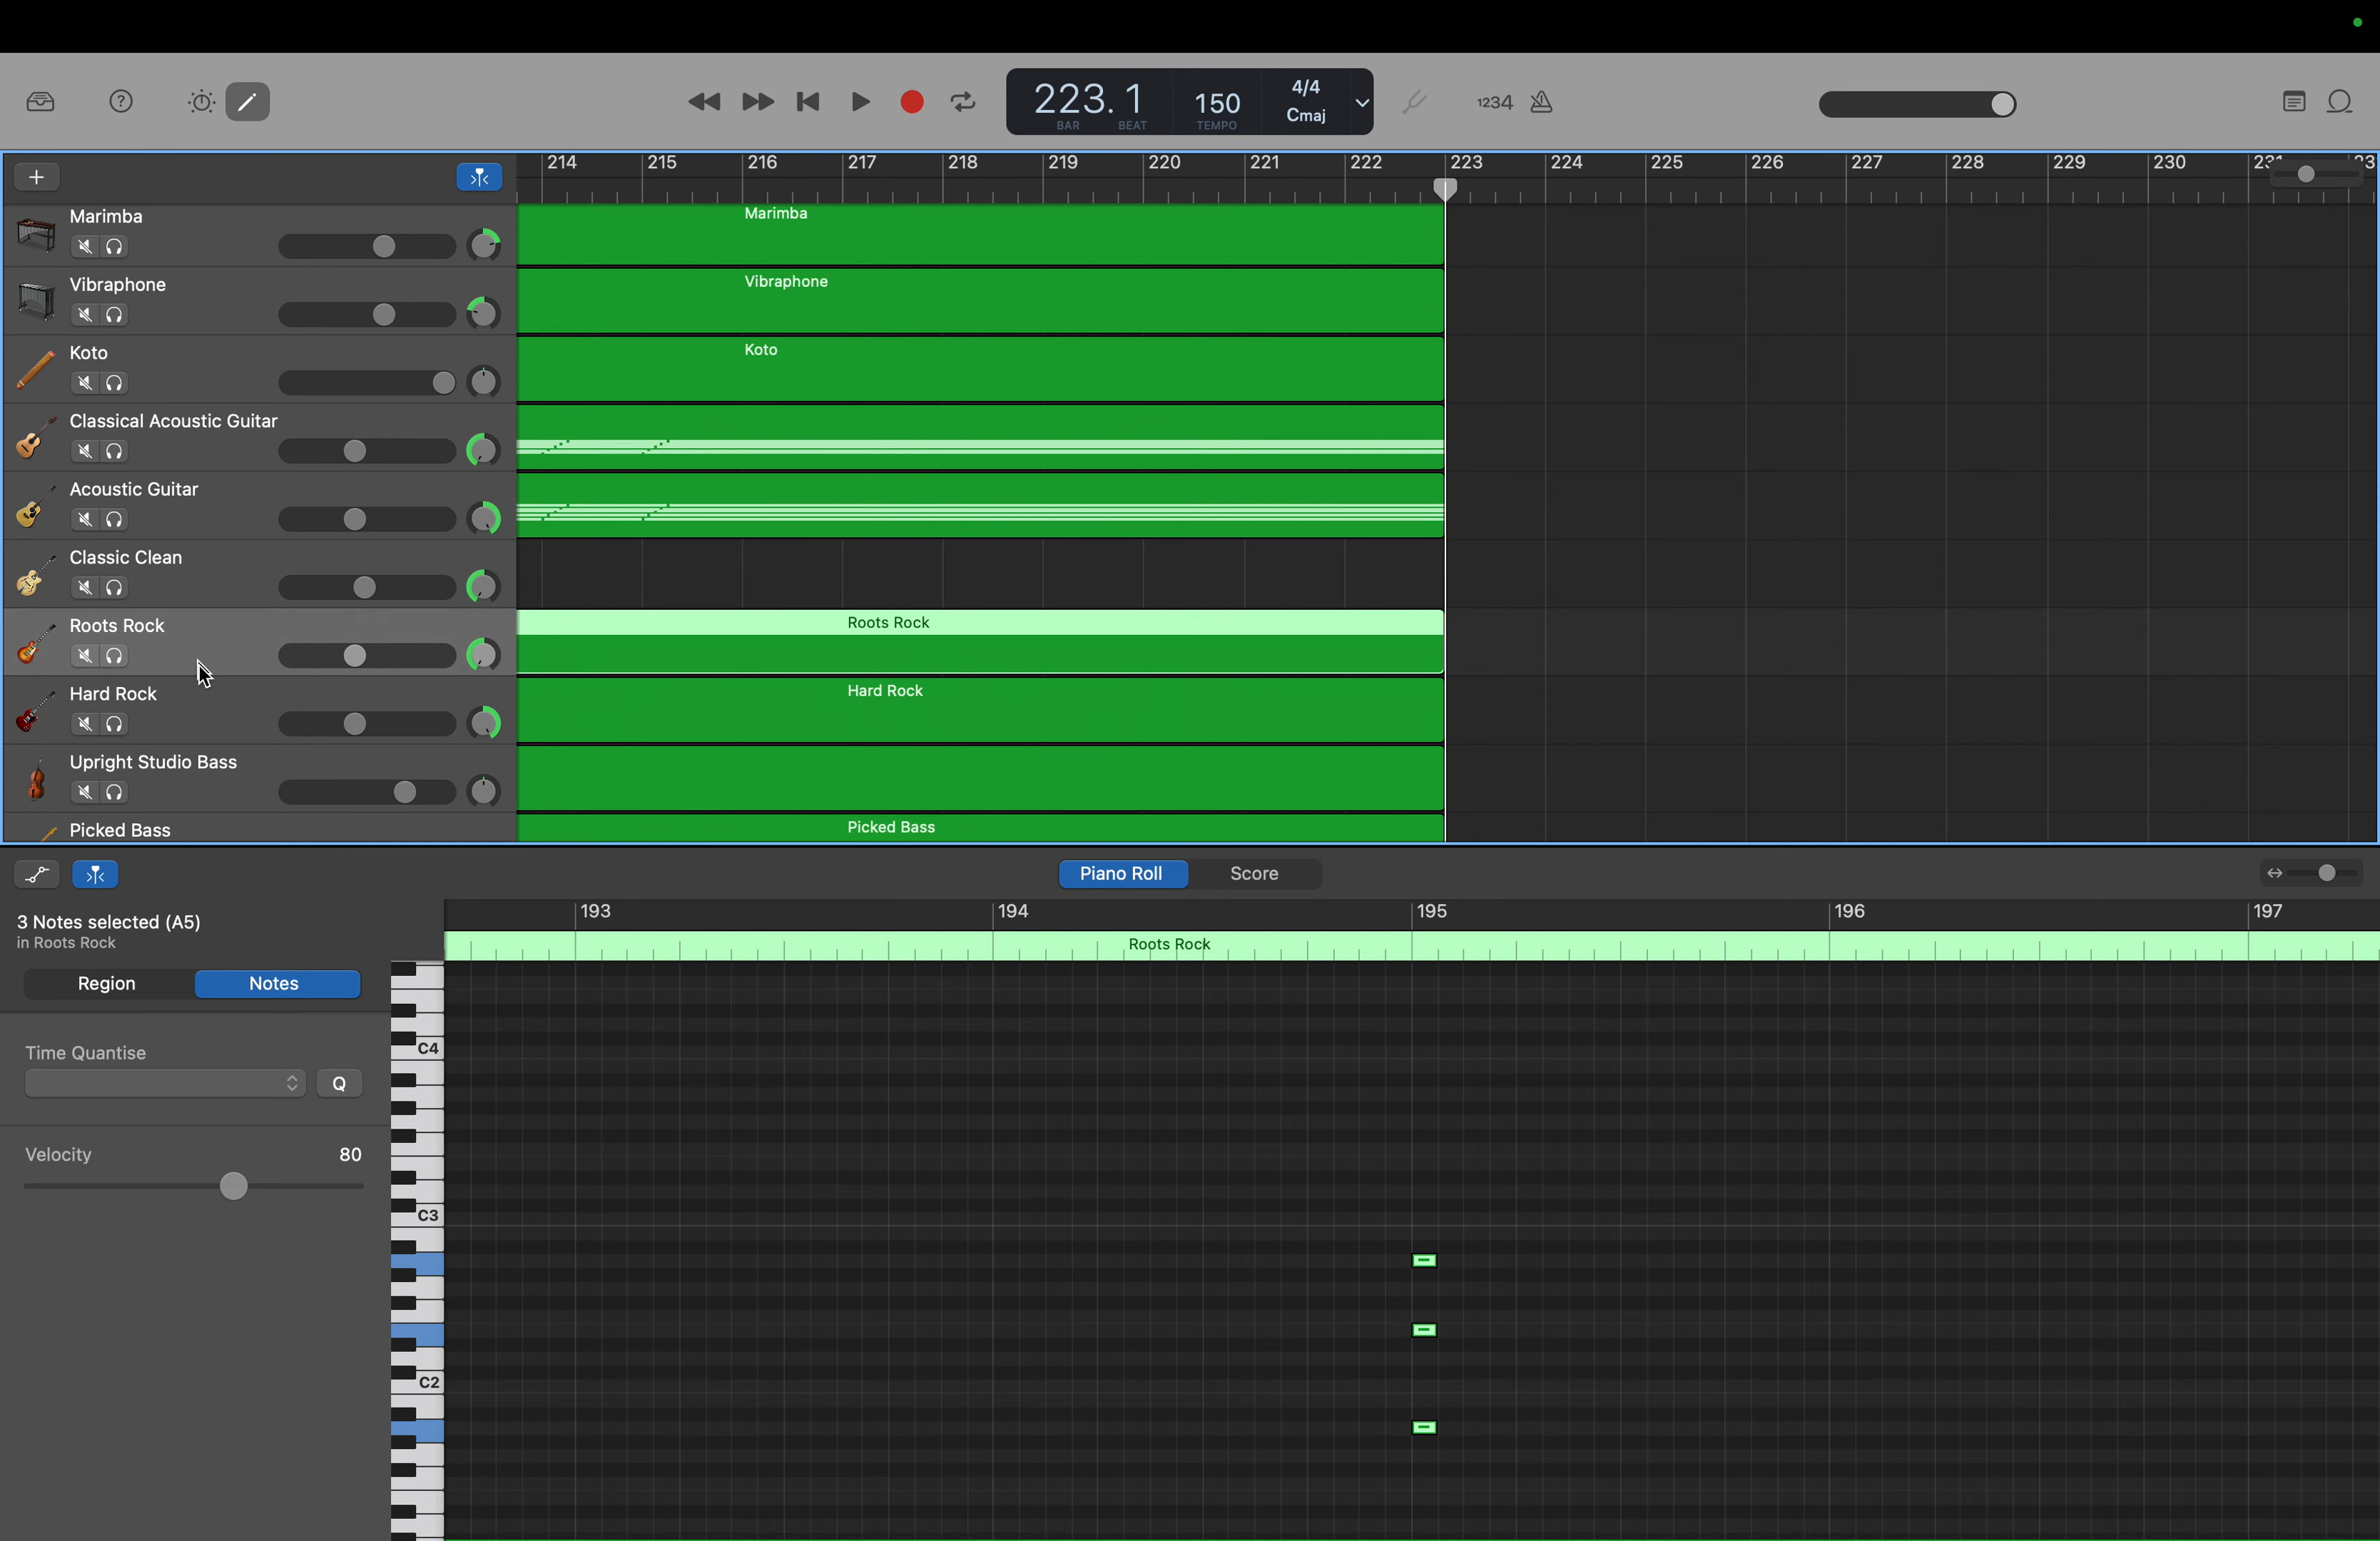 223. 1
BAR BEAT
150
TEMPO
4/4
Cmaj
1234
214 215 216 217 218 219 220 221 222 223 224 225 226 227 228 229 230
Marimba
Marimba
Vibraphone
Vibraphone
Koto
Koto
Classical Acoustic Guitar
Acoustic Guitar
Classic Clean
Roots Rock
Roots Rock
Hard Rock
Hard Rock
Upright Studio Bass
Picked Bass
Picked Bass
Piano Roll Score
3 Notes selected (A5)
in Roots Rock
193 194 195 196 197
Roots Rock
Region Notes
Time Quantise
Q
Velocity 80
C4
C3
C2